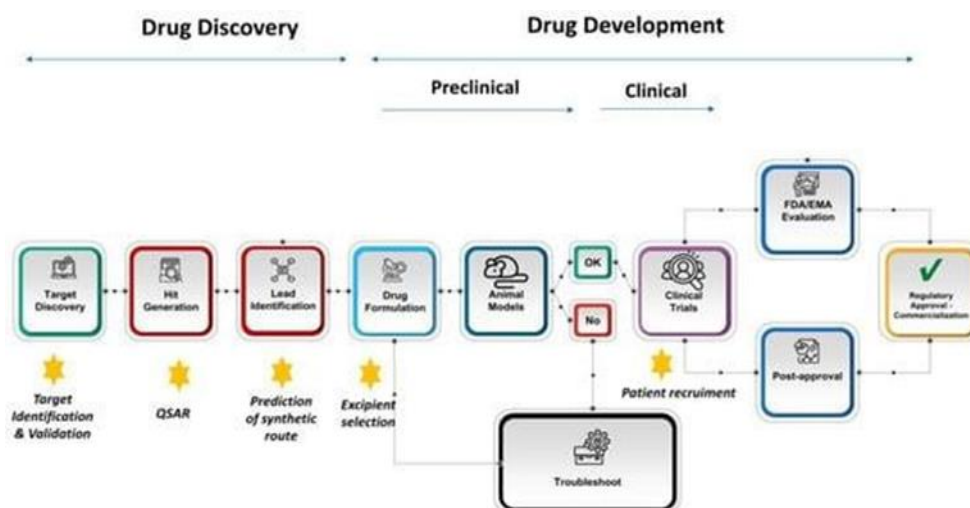 Drug Discovery
Drug Development
Preclinical
Clinical
FDA/EMA
Evaluation
Target
Discovery
Hit
Generation
Lead
Identification
Drug
Formulation
Animal
Models
OK
No
Clinical
Trials
Regulatory
Approval -
Commercialization
Post-approval
Target
Identification
& Validation
QSAR
Prediction
of synthetic
route
Excipient
selection
Patient recruiment
Troubleshoot